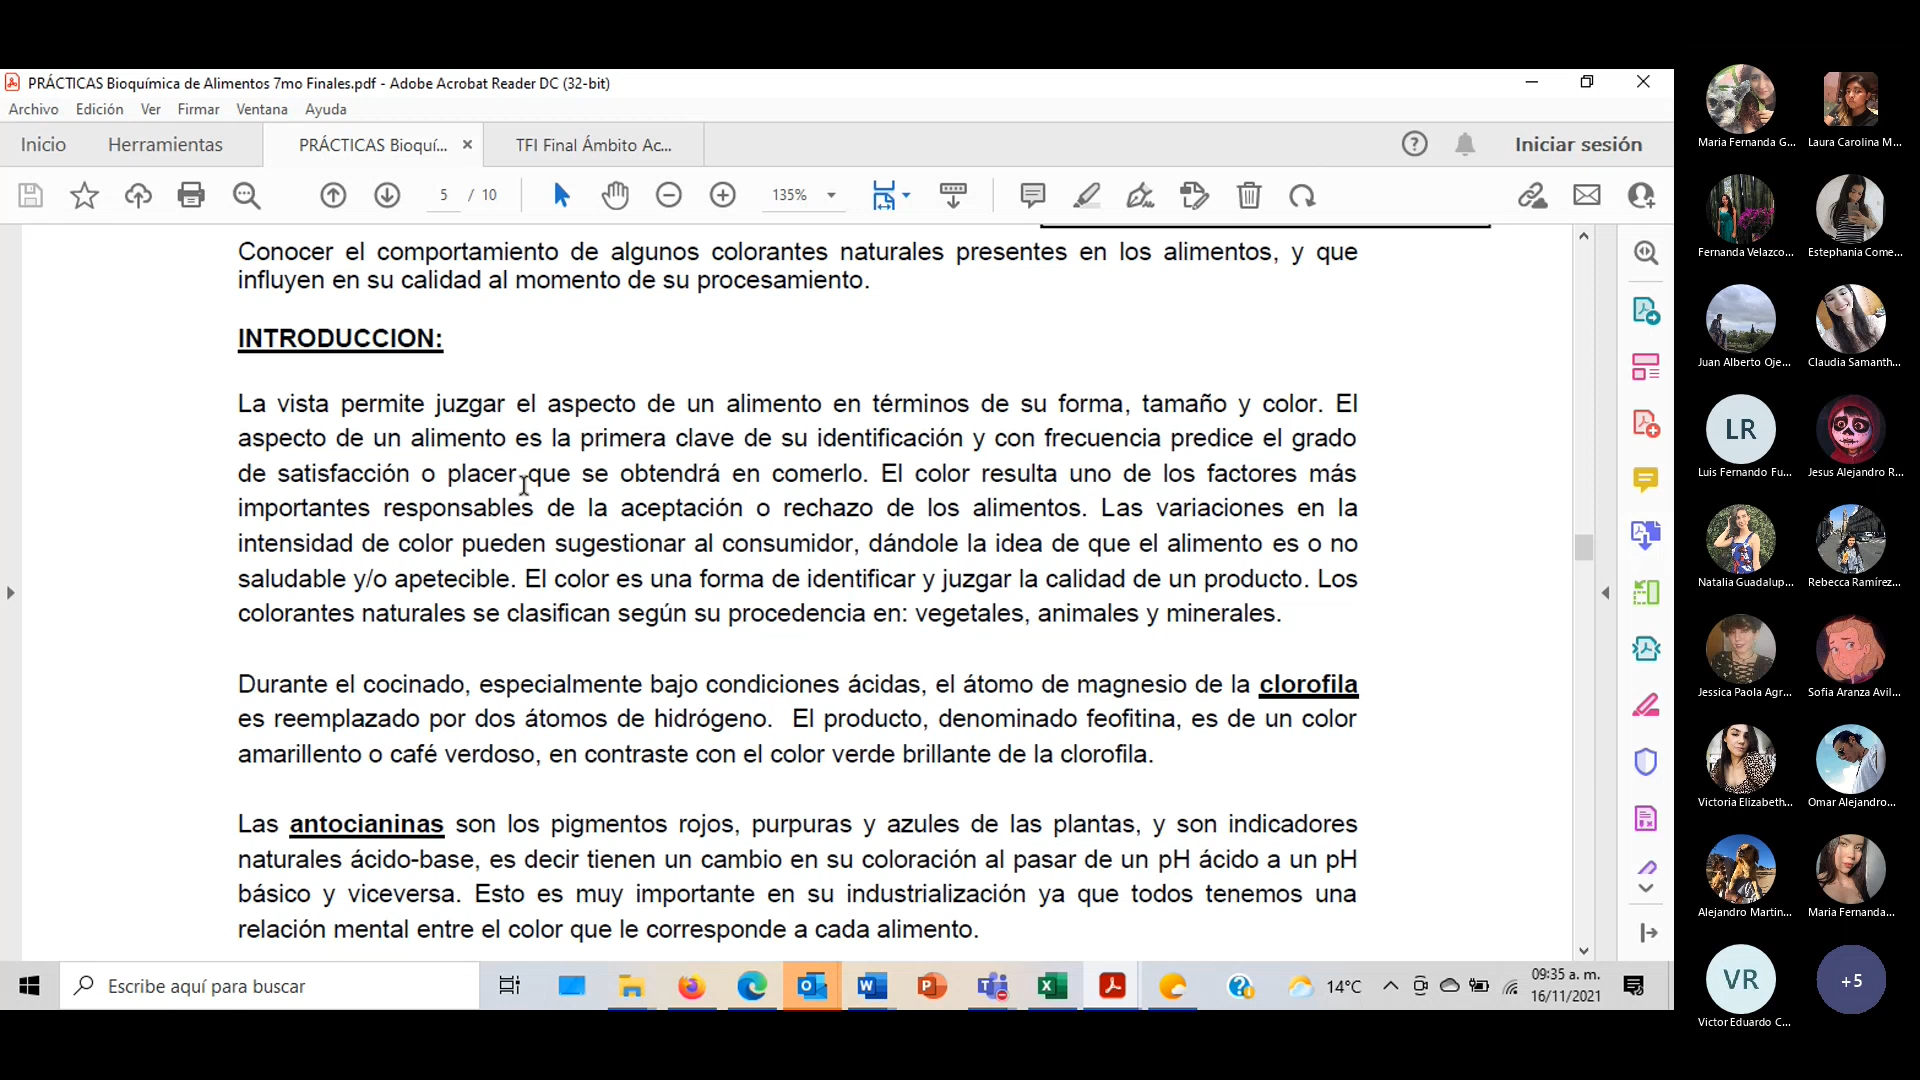 PRÁCTICAS Bioquímica de Alimentos 7mo Finales.pdf - Adobe Acrobat Reader DC (32-bit)
Archivo Edición Ver Firmar Ventana Ayuda
Inicio Herramientas PRÁCTICAS Bioquí... TFI Final Ámbito Ac... Iniciar sesión
5 / 10 135%
Conocer el comportamiento de algunos colorantes naturales presentes en los alimentos, y que
influyen en su calidad al momento de su procesamiento.
INTRODUCCION:
La vista permite juzgar el aspecto de un alimento en términos de su forma, tamaño y color. El
aspecto de un alimento es la primera clave de su identificación y con frecuencia predice el grado
de satisfacción o placer que se obtendrá en comerlo. El color resulta uno de los factores más
importantes responsables de la aceptación o rechazo de los alimentos. Las variaciones en la
intensidad de color pueden sugestionar al consumidor, dándole la idea de que el alimento es o no
saludable y/o apetecible. El color es una forma de identificar y juzgar la calidad de un producto. Los
colorantes naturales se clasifican según su procedencia en: vegetales, animales y minerales.
Durante el cocinado, especialmente bajo condiciones ácidas, el átomo de magnesio de la clorofila
es reemplazado por dos átomos de hidrógeno. El producto, denominado feofitina, es de un color
amarillento o café verdoso, en contraste con el color verde brillante de la clorofila.
Las antocianinas son los pigmentos rojos, purpuras y azules de las plantas, y son indicadores
naturales ácido-base, es decir tienen un cambio en su coloración al pasar de un pH ácido a un pH
básico y viceversa. Esto es muy importante en su industrialización ya que todos tenemos una
relación mental entre el color que le corresponde a cada alimento.
Escribe aquí para buscar
14°C
09:35 a. m.
16/11/2021
Maria Fernanda G... Laura Carolina M...
Fernanda Velazco... Estephania Come...
Juan Alberto Oje... Claudia Samanth...
LR
Luis Fernando Fu... Jesus Alejandro R...
Natalia Guadalup... Rebecca Ramírez...
Jessica Paola Agr... Sofia Aranza Avil...
Victoria Elizabeth... Omar Alejandro...
Alejandro Martin... Maria Fernanda...
VR +5
Victor Eduardo C...